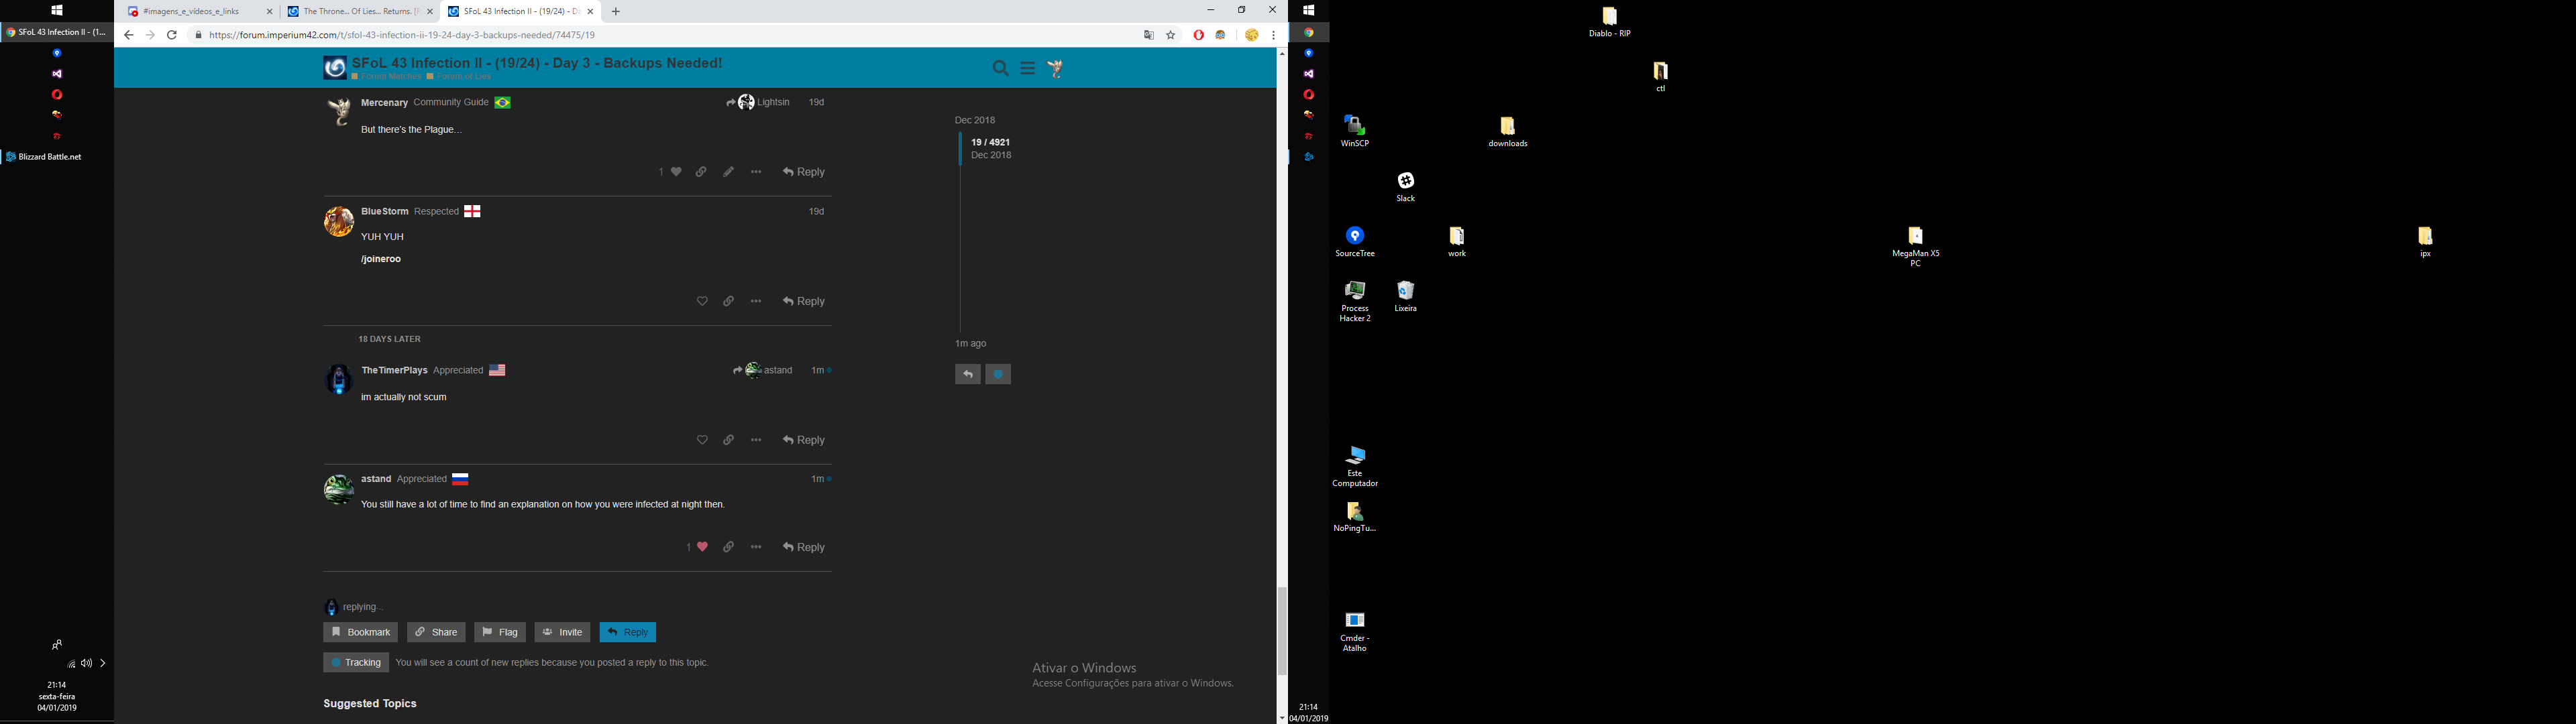 #imagens_e_vídeos_e_links
The Throne... Of Lies... Returns. [
SFoL 43 Infection II - (19/24) - Da
SFoL 43 Infection II - (1...
https://forum.imperium42.com/t/sfol-43-infection-ii-19-24-day-3-backups-needed/74475/19
SFoL 43 Infection II - (19/24) - Day 3 - Backups Needed!
Forum Matches Forum of Lies
Mercenary Community Guide Lightsin 19d
But there's the Plague...
1 Reply
BlueStorm Respected 19d
YUH YUH
/joineroo
Reply
18 DAYS LATER
TheTimerPlays Appreciated astand 1m
im actually not scum
Reply
astand Appreciated 1m
You still have a lot of time to find an explanation on how you were infected at night then.
1 Reply
replying...
Bookmark Share Flag Invite Reply
Tracking You will see a count of new replies because you posted a reply to this topic.
Suggested Topics
Dec 2018
19 / 4921
Dec 2018
1m ago
Ativar o Windows
Acesse Configurações para ativar o Windows.
Blizzard Battle.net
21:14
sexta-feira
04/01/2019
Diablo - RIP
ctl
WinSCP
downloads
Slack
SourceTree
work
MegaMan X5
PC
ipx
Process
Hacker 2
Lixeira
Este
Computador
NoPingTu...
Cmder -
Atalho
21:14
04/01/2019